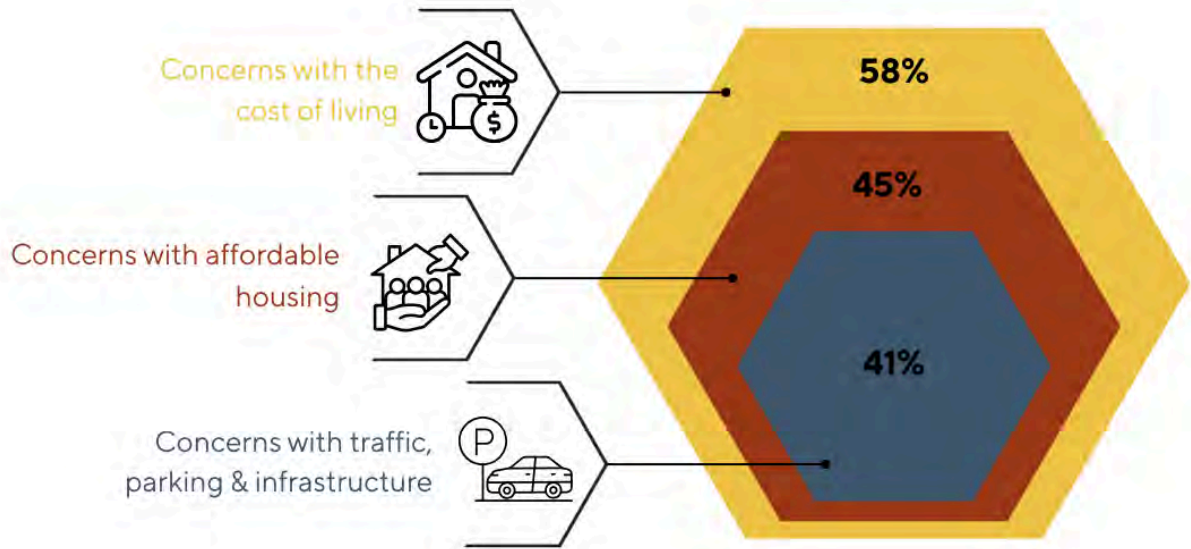 Concerns with the
cost of living
58%
Concerns with affordable
housing
45%
Concerns with traffic,
parking & infrastructure
41%
$
P